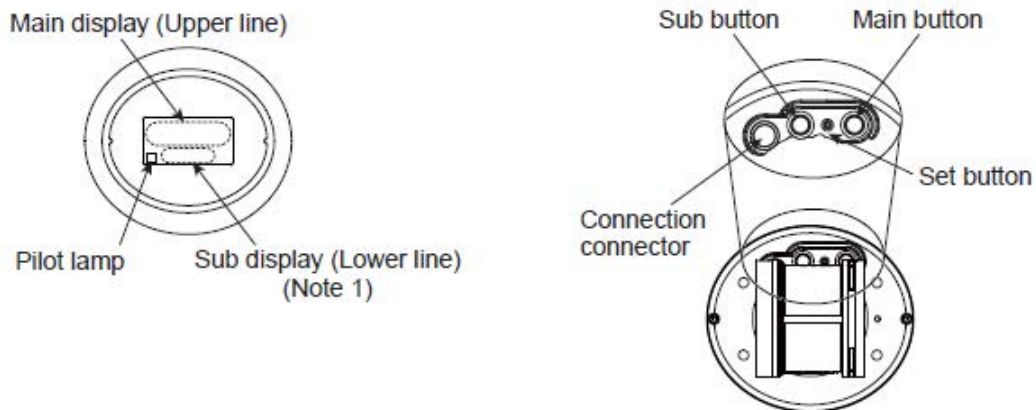 Main display (Upper line)
Pilot lamp
Sub display (Lower line)
(Note 1)
Sub button
Main button
Set button
Connection
connector